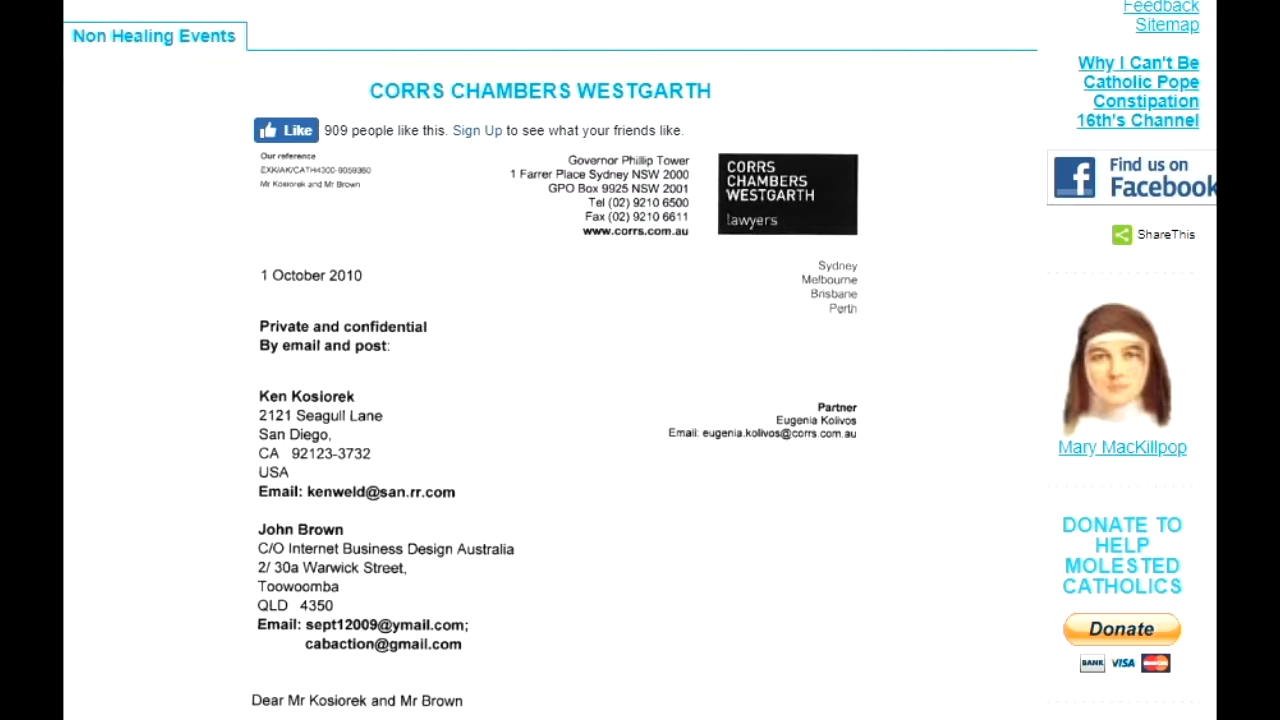 Feedback
Sitemap
Non Healing Events
Why I Can't Be
Catholic Pope
Constipation
16th's Channel
CORRS CHAMBERS WESTGARTH
Like 909 people like this. Sign Up to see what your friends like.
Our reference
EXK/AK/CATH4300-9059360
Mr Kosiorek and Mr Brown
Governor Phillip Tower
1 Farrer Place Sydney NSW 2000
GPO Box 9925 NSW 2001
Tel (02) 9210 6500
Fax (02) 9210 6611
www.corrs.com.au
CORRS
CHAMBERS
WESTGARTH
lawyers
Find us on
Facebook
ShareThis
Sydney
Melbourne
Brisbane
Perth
1 October 2010
Private and confidential
By email and post:
Ken Kosiorek
2121 Seagull Lane
San Diego,
CA 92123-3732
USA
Email: kenweld@san.rr.com
Partner
Eugenia Kolivos
Email: eugenia.kolivos@corrs.com.au
Mary MacKillpop
John Brown
C/O Internet Business Design Australia
2/ 30a Warwick Street,
Toowoomba
QLD 4350
Email: sept12009@ymail.com;
cabaction@gmail.com
DONATE TO
HELP
MOLESTED
CATHOLICS
Donate
BANK VISA
Dear Mr Kosiorek and Mr Brown